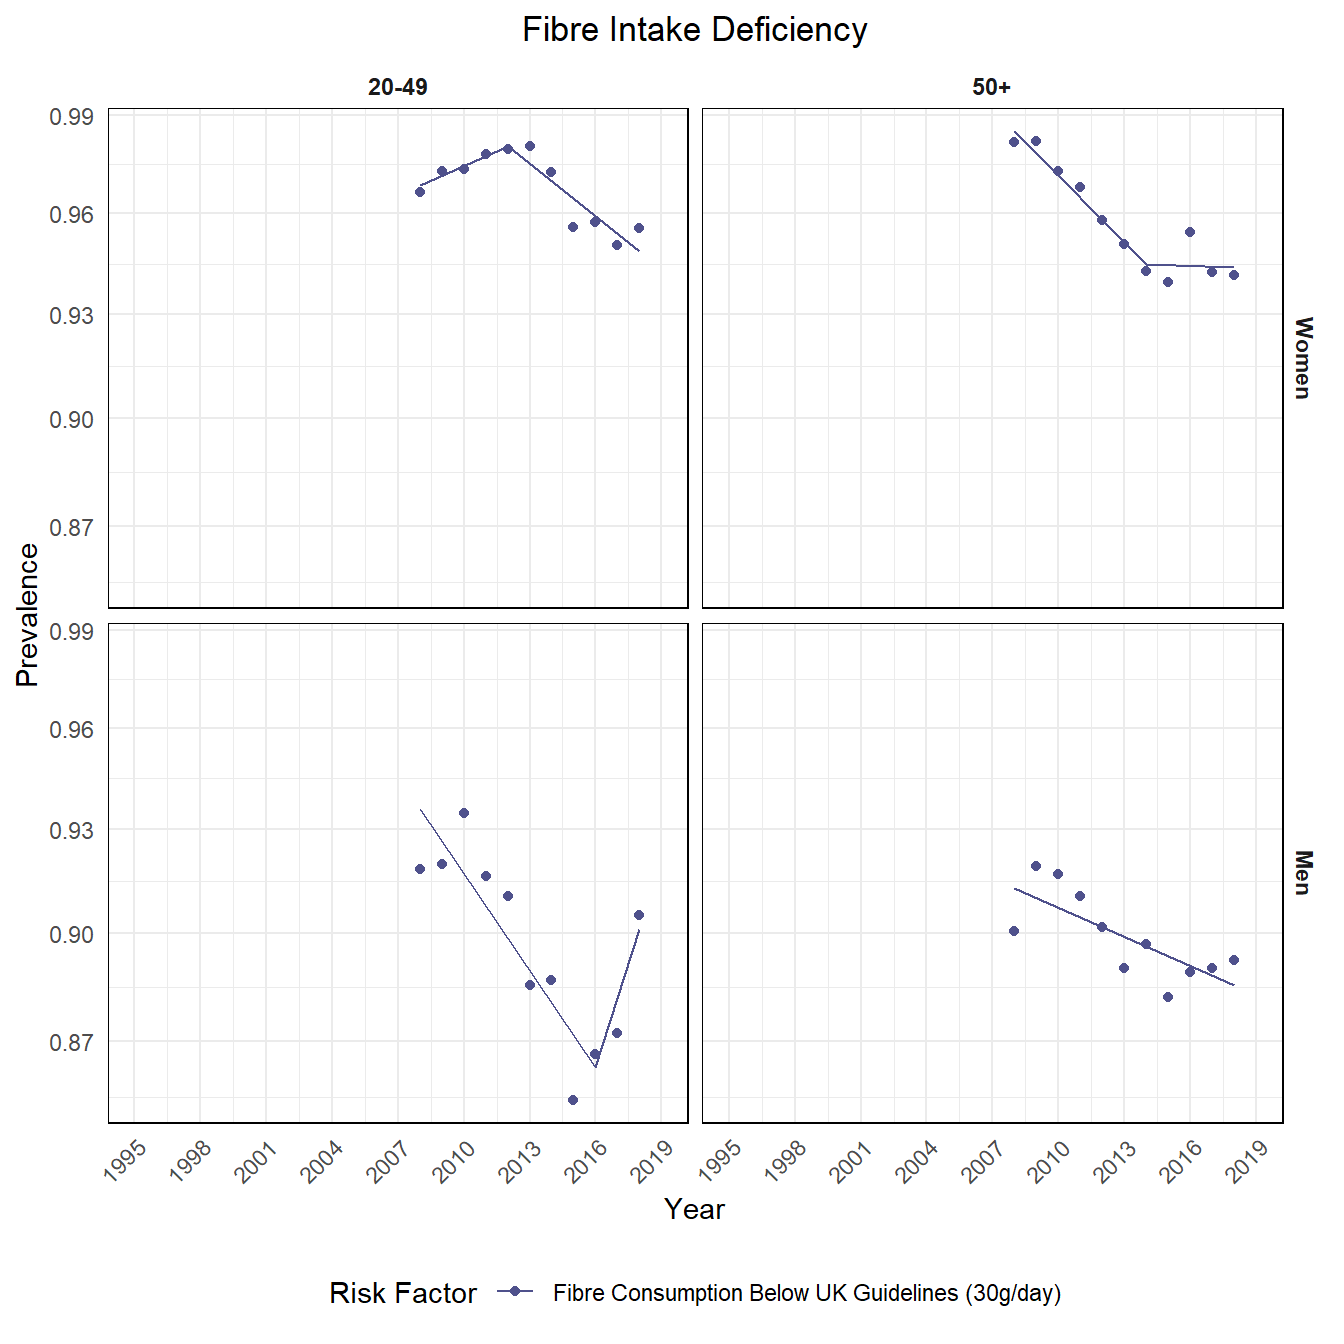 Fibre Intake Deficiency
20-49 50+
0.99
0.96
0.93
0.90
0.87
Women
Prevalence
0.99
0.96
0.93
0.90
0.87
Men
1995 1998 2001 2004 2007 2010 2013 2016 2019 1995 1998 2001 2004 2007 2010 2013 2016 2019
Year
Risk Factor Fibre Consumption Below UK Guidelines (30g/day)